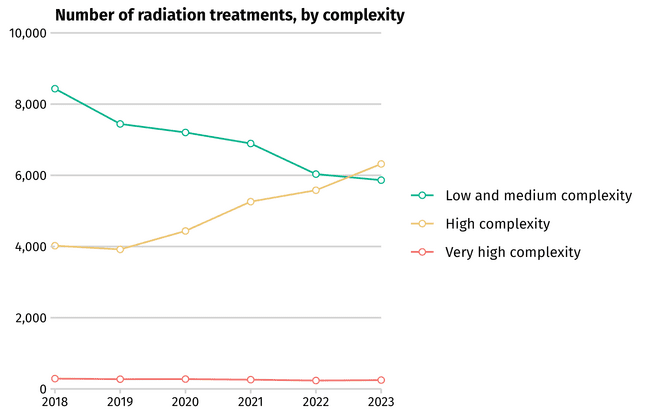 Number of radiation treatments, by complexity
10,000
8,000
6,000
4,000
2,000
0
2018 2019 2020 2021 2022 2023
Low and medium complexity
High complexity
Very high complexity